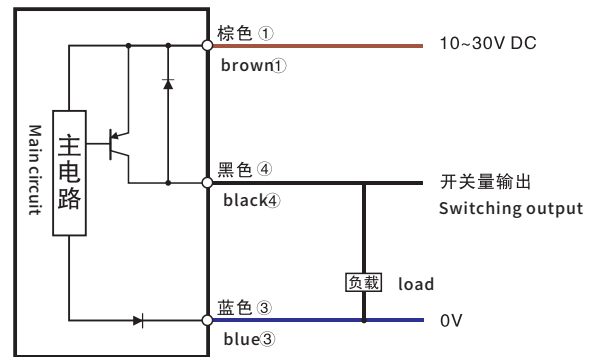 棕色 ①
10~30V DC
brown①
Main circuit
主电路
黑色 ④
开关量输出
black④
Switching output
负载
load
蓝色 ③
0V
blue③